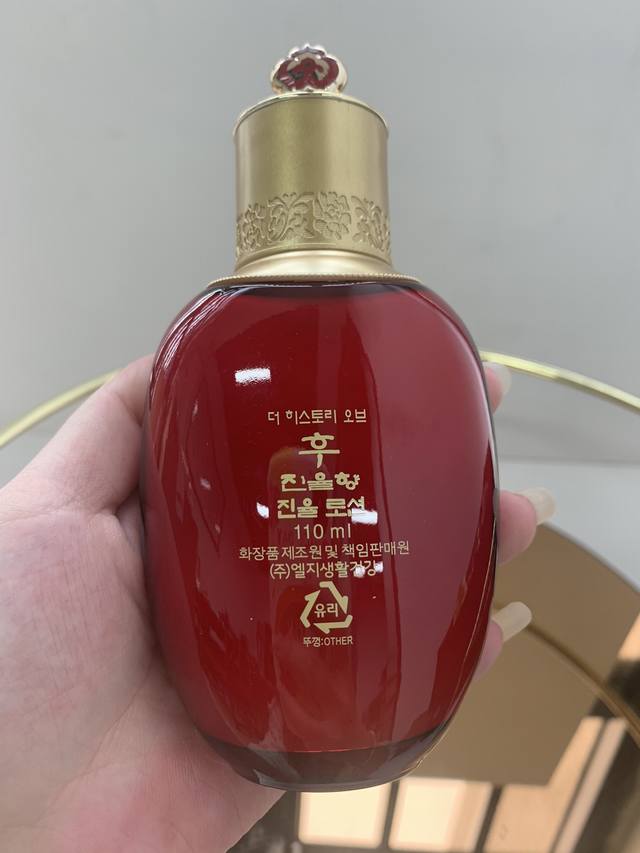 더 히스토리 오브
후
진율향
진율 로션
110 ml
화장품 제조원 및 책임판매원
(주)엘지생활건강
유리
뚜껑:OTHER